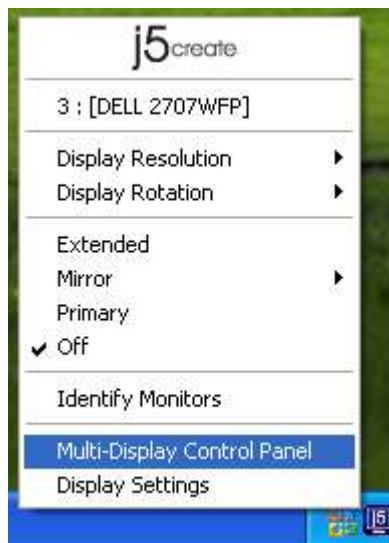 j5create
3 : [DELL 2707WFP]
Display Resolution
Display Rotation
Extended
Mirror
Primary
Off
Identify Monitors
Multi-Display Control Panel
Display Settings
j5